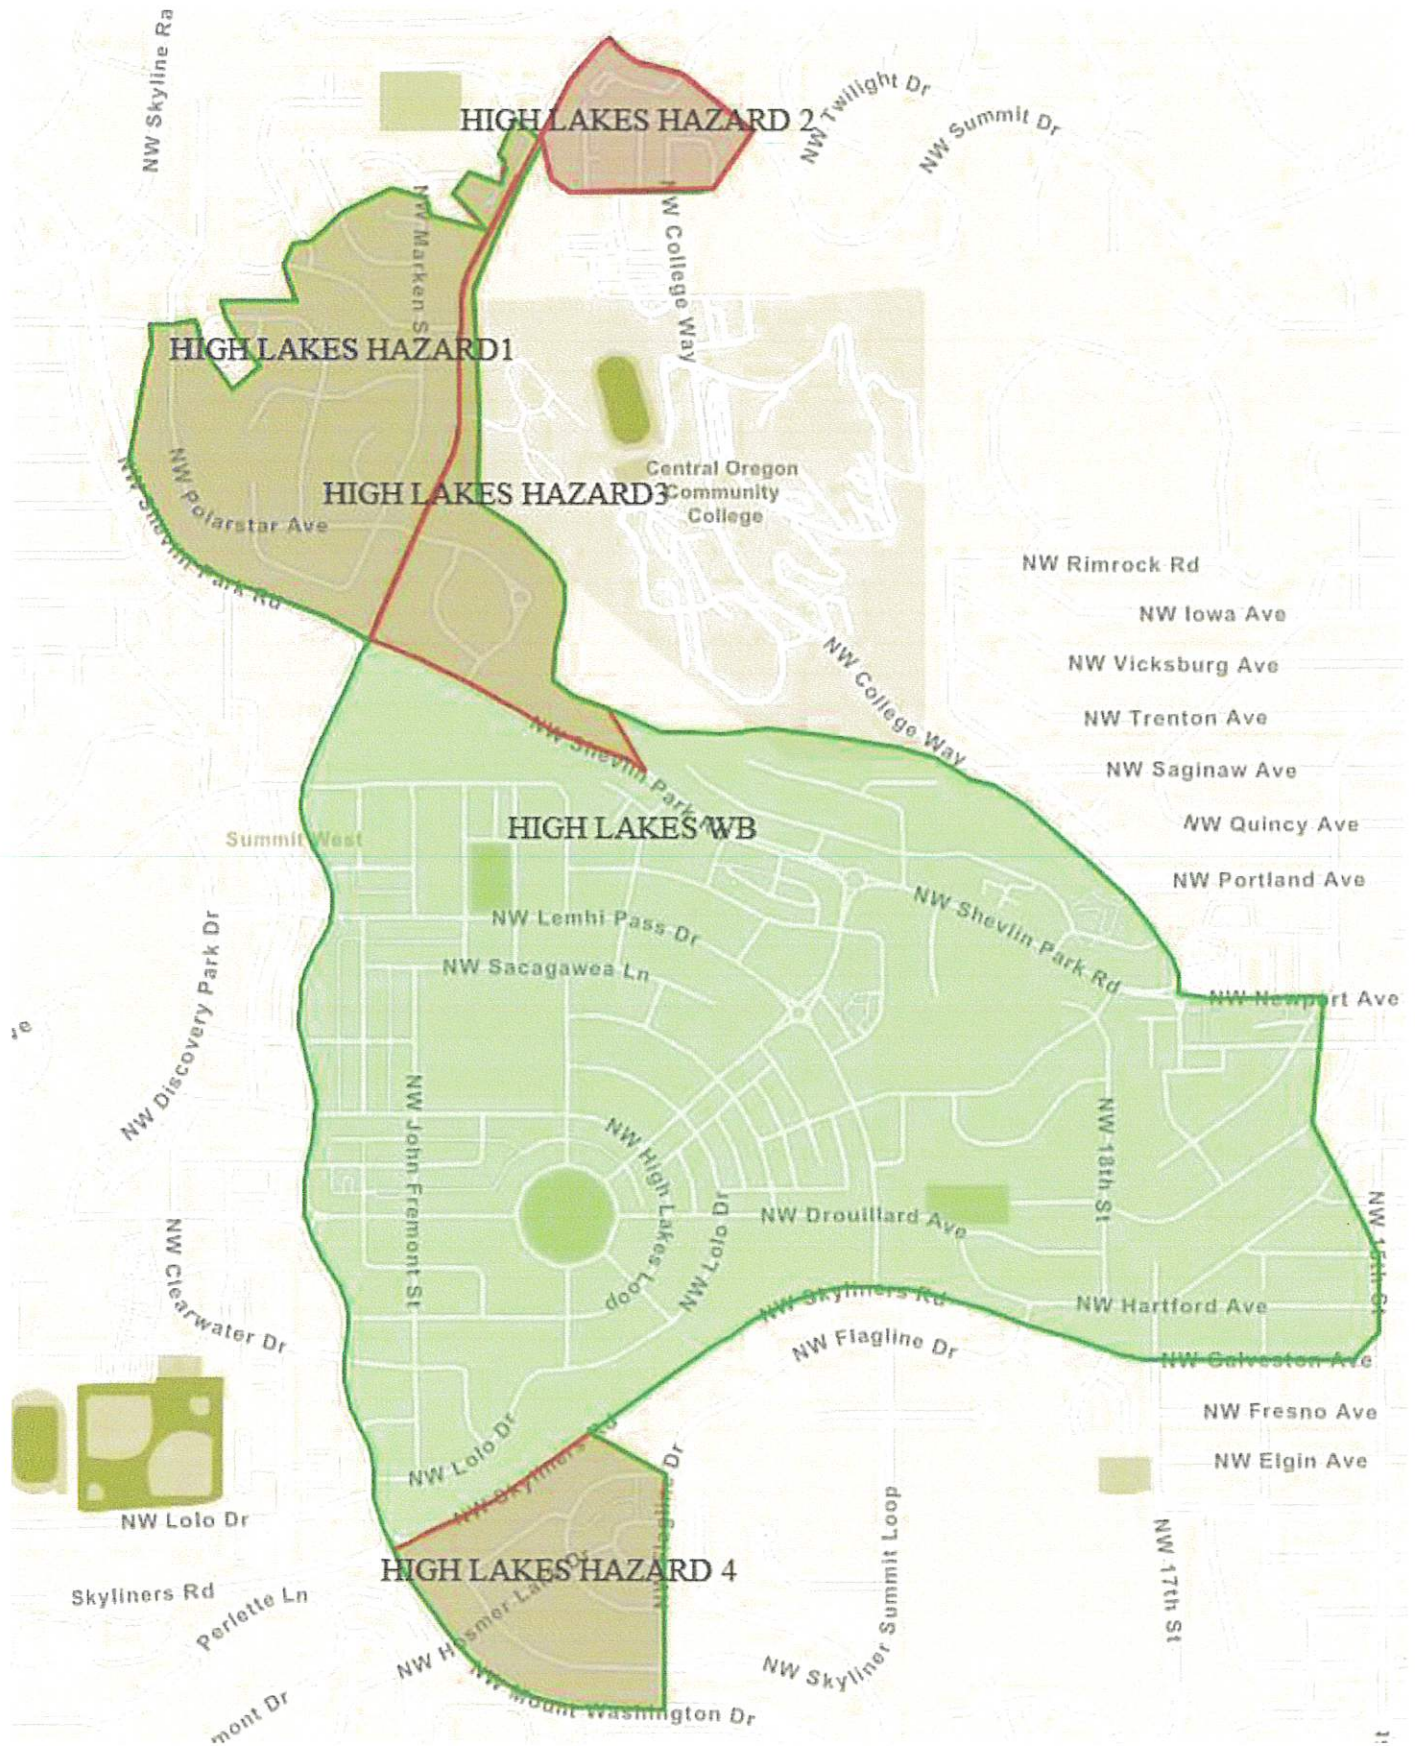 NW Skyline Ra
HIGH LAKES HAZARD 2
NW Twilight Dr
NW Summit Dr
NW Marken S
W College Way
HIGH LAKES HAZARD1
NW Polarstar Ave
NW Shevlin Park Rd
HIGH LAKES HAZARD3
Central Oregon
Community
College
NW Rimrock Rd
NW Iowa Ave
NW College Way
NW Vicksburg Ave
NW Trenton Ave
NW Shevlin Park
NW Saginaw Ave
HIGH LAKES WB
NW Quincy Ave
Summit West
NW Portland Ave
NW Shevlin Park Rd
NW Lemhi Pass Dr
NW Sacagawea Ln
NW Discovery Park Dr
NW Newport Ave
NW John Fremont St
NW High Lakes Loop
NW 18th St
NW Lolo Dr
NW Drouillard Ave
NW 15th St
NW Clearwater Dr
NW Skyliners Rd
NW Hartford Ave
NW Flagline Dr
NW Galveston Ave
NW Fresno Ave
NW Lolo Dr
NW Skyliners Rd
NW Elgin Ave
NW Lolo Dr
HIGH LAKES HAZARD 4
Skyliners Rd
Perlette Ln
NW Hosmer Lake Dr
NW Skyliner Summit Loop
NW 17th St
NW Mount Washington Dr
mont Dr